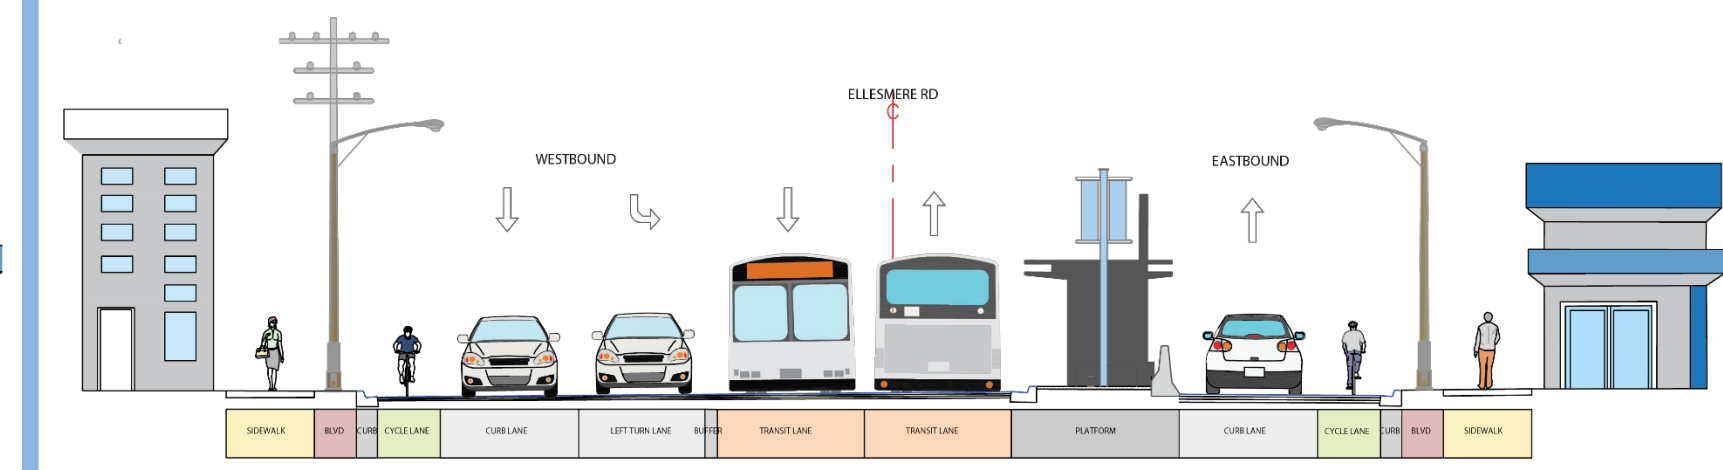 ELLESMERE RD
WESTBOUND
EASTBOUND
SIDEWALK
BLVD
CURB
CYCLE LANE
CURB LANE
LEFT TURN LANE
BUFFER
TRANSIT LANE
TRANSIT LANE
PLATFORM
CURB LANE
CYCLE LANE
CURB
BLVD
SIDEWALK